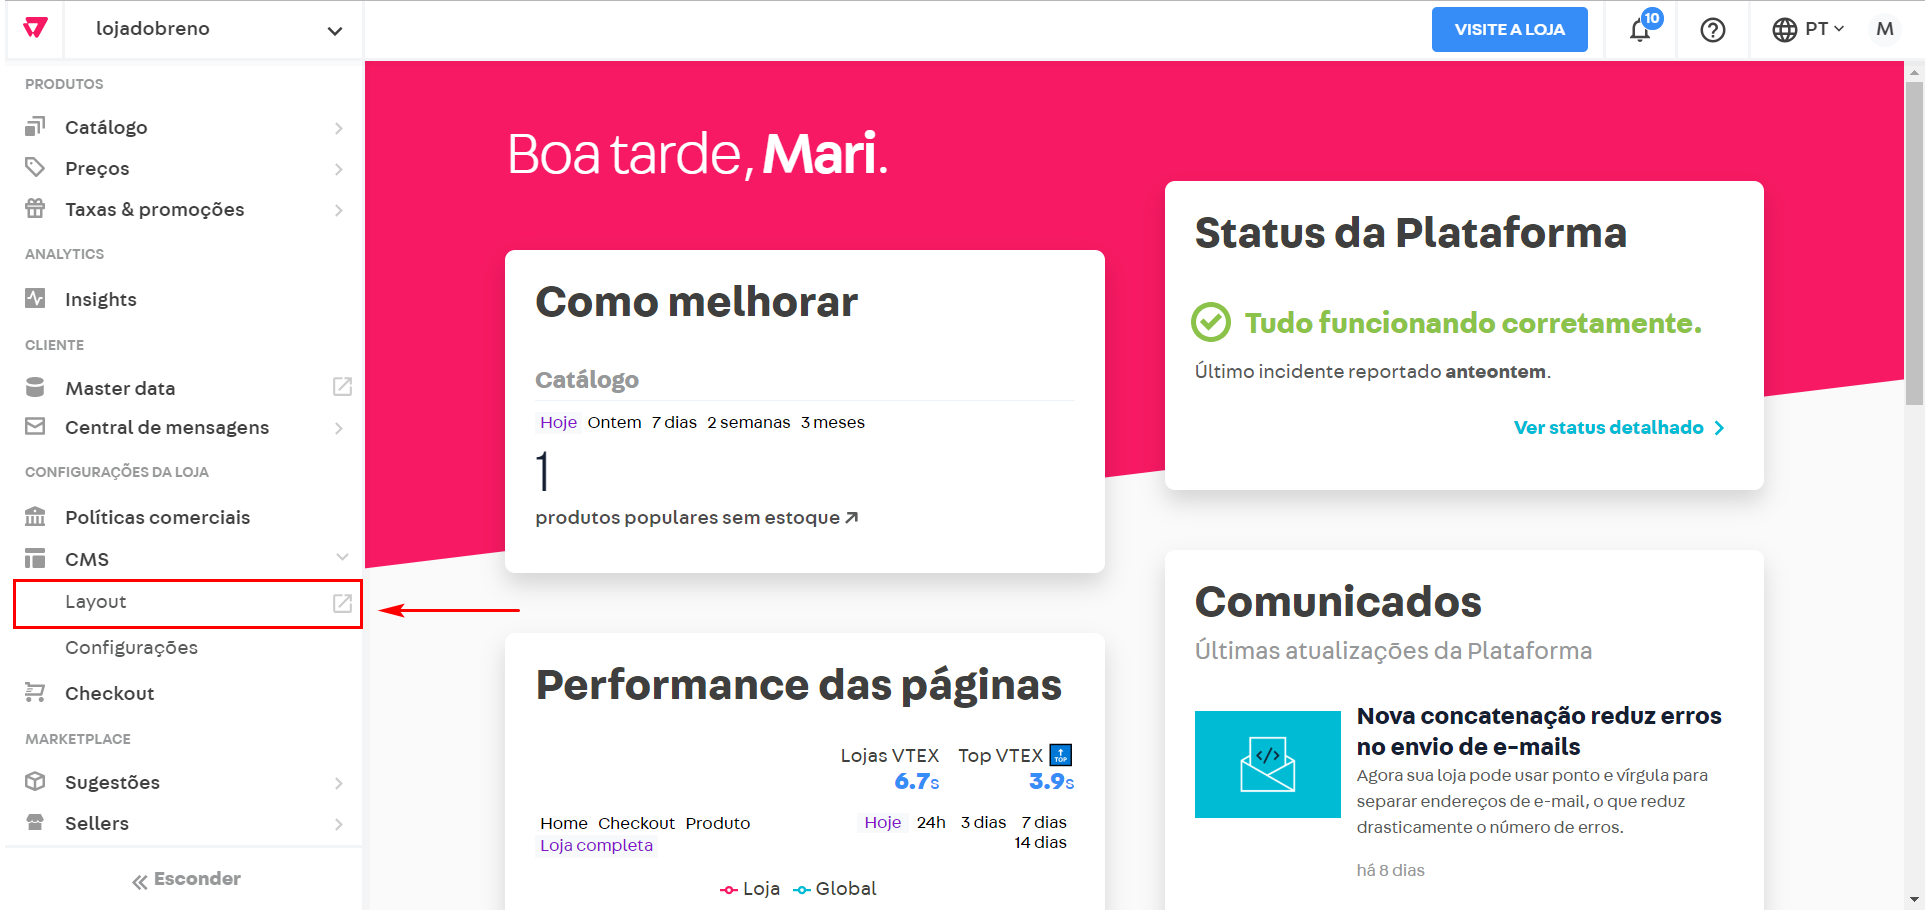 lojadobreno
VISITE A LOJA
10
PT
M
PRODUTOS
Catálogo
Preços
Taxas & promoções
ANALYTICS
Insights
CLIENTE
Master data
Central de mensagens
CONFIGURAÇÕES DA LOJA
Políticas comerciais
CMS
Layout
Configurações
Checkout
MARKETPLACE
Sugestões
Sellers
Esconder
Boa tarde, Mari.
Como melhorar
Catálogo
Hoje Ontem 7 dias 2 semanas 3 meses
1
produtos populares sem estoque
Performance das páginas
Lojas VTEX Top VTEX TOP
6.7s 3.9s
Home Checkout Produto
Loja completa
Hoje 24h 3 dias 7 dias
14 dias
Loja Global
Status da Plataforma
Tudo funcionando corretamente.
Último incidente reportado anteontem.
Ver status detalhado
Comunicados
Últimas atualizações da Plataforma
</>
Nova concatenação reduz erros
no envio de e-mails
Agora sua loja pode usar ponto e vírgula para
separar endereços de e-mail, o que reduz
drasticamente o número de erros.
há 8 dias